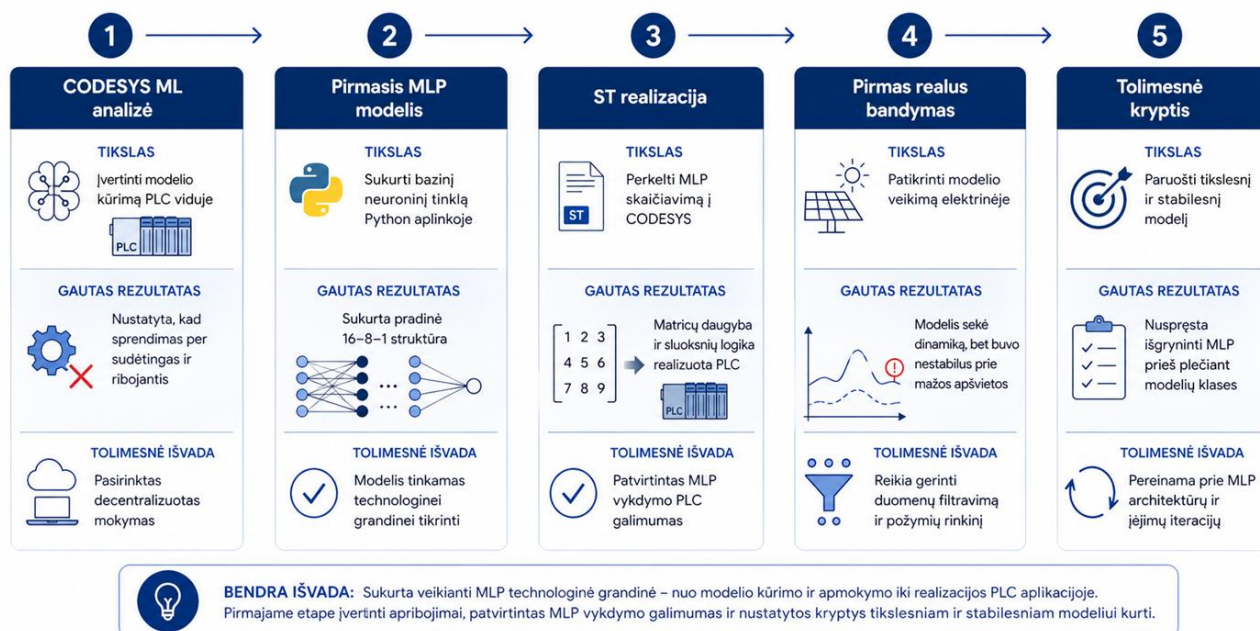 1
2
3
4
5
CODESYS ML
analizė
TIKSLAS
Įvertinti modelio
kūrimą PLC viduje
PLC
GAUTAS REZULTATAS
Nustatyta, kad
sprendimas per
sudėtingas ir
ribojantis
TOLIMESNĖ IŠVADA
Pasirinktas
decentralizuotas
mokymas
Pirmasis MLP
modelis
TIKSLAS
Sukurti bazinį
neuroninį tinklą
Python aplinkoje
GAUTAS REZULTATAS
Sukurta pradinė
16–8–1 struktūra
TOLIMESNĖ IŠVADA
Modelis tinkamas
technologinei
grandinei tikrinti
ST realizacija
TIKSLAS
Perkelti MLP
skaičiavimą į
CODESYS
ST
GAUTAS REZULTATAS
1 2 3
4 5 6
7 8 9
Matricų daugyba
ir sluoksnių logika
realizuota PLC
PLC
TOLIMESNĖ IŠVADA
Patvirtintas MLP
vykdymo PLC
galimumas
Pirmas realus
bandymas
TIKSLAS
Patikrinti modelio
veikimą elektrinėje
GAUTAS REZULTATAS
Modelis sekė
dinamiką, bet buvo
nestabilus prie
mažos apšvietos
!
TOLIMESNĖ IŠVADA
Reikia gerinti
duomenų filtravimą
ir požymių rinkinį
Tolimesnė
kryptis
TIKSLAS
Paruošti tikslesnį
ir stabilesnį
modelį
GAUTAS REZULTATAS
Nuspręsta
išgryninti MLP
prieš plečiant
modelių klases
TOLIMESNĖ IŠVADA
Pereinama prie MLP
architektūrų ir
įėjimų iteracijų
BENDRA IŠVADA: Sukurta veikianti MLP technologinė grandinė – nuo modelio kūrimo ir apmokymo iki realizacijos PLC aplikacijoje.
Pirmajame etape įvertinti apribojimai, patvirtintas MLP vykdymo galimumas ir nustatytos kryptys tikslesniam ir stabilesniam modeliui kurti.